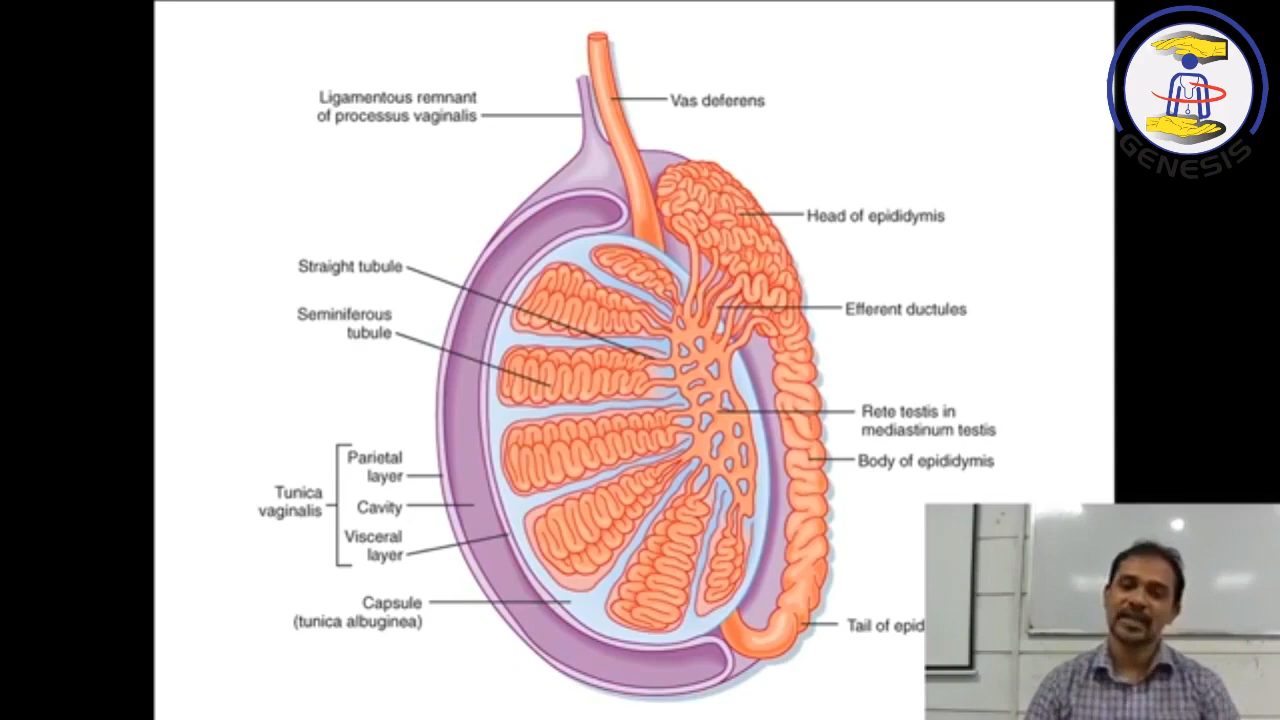 Ligamentous remnant
of processus vaginalis
Vas deferens
GENESIS
Head of epididymis
Straight tubule
Seminiferous
tubule
Efferent ductules
Rete testis in
mediastinum testis
Body of epididymis
Parietal
layer
Tunica
vaginalis
Cavity
Visceral
layer
Capsule
(tunica albuginea)
Tail of epid